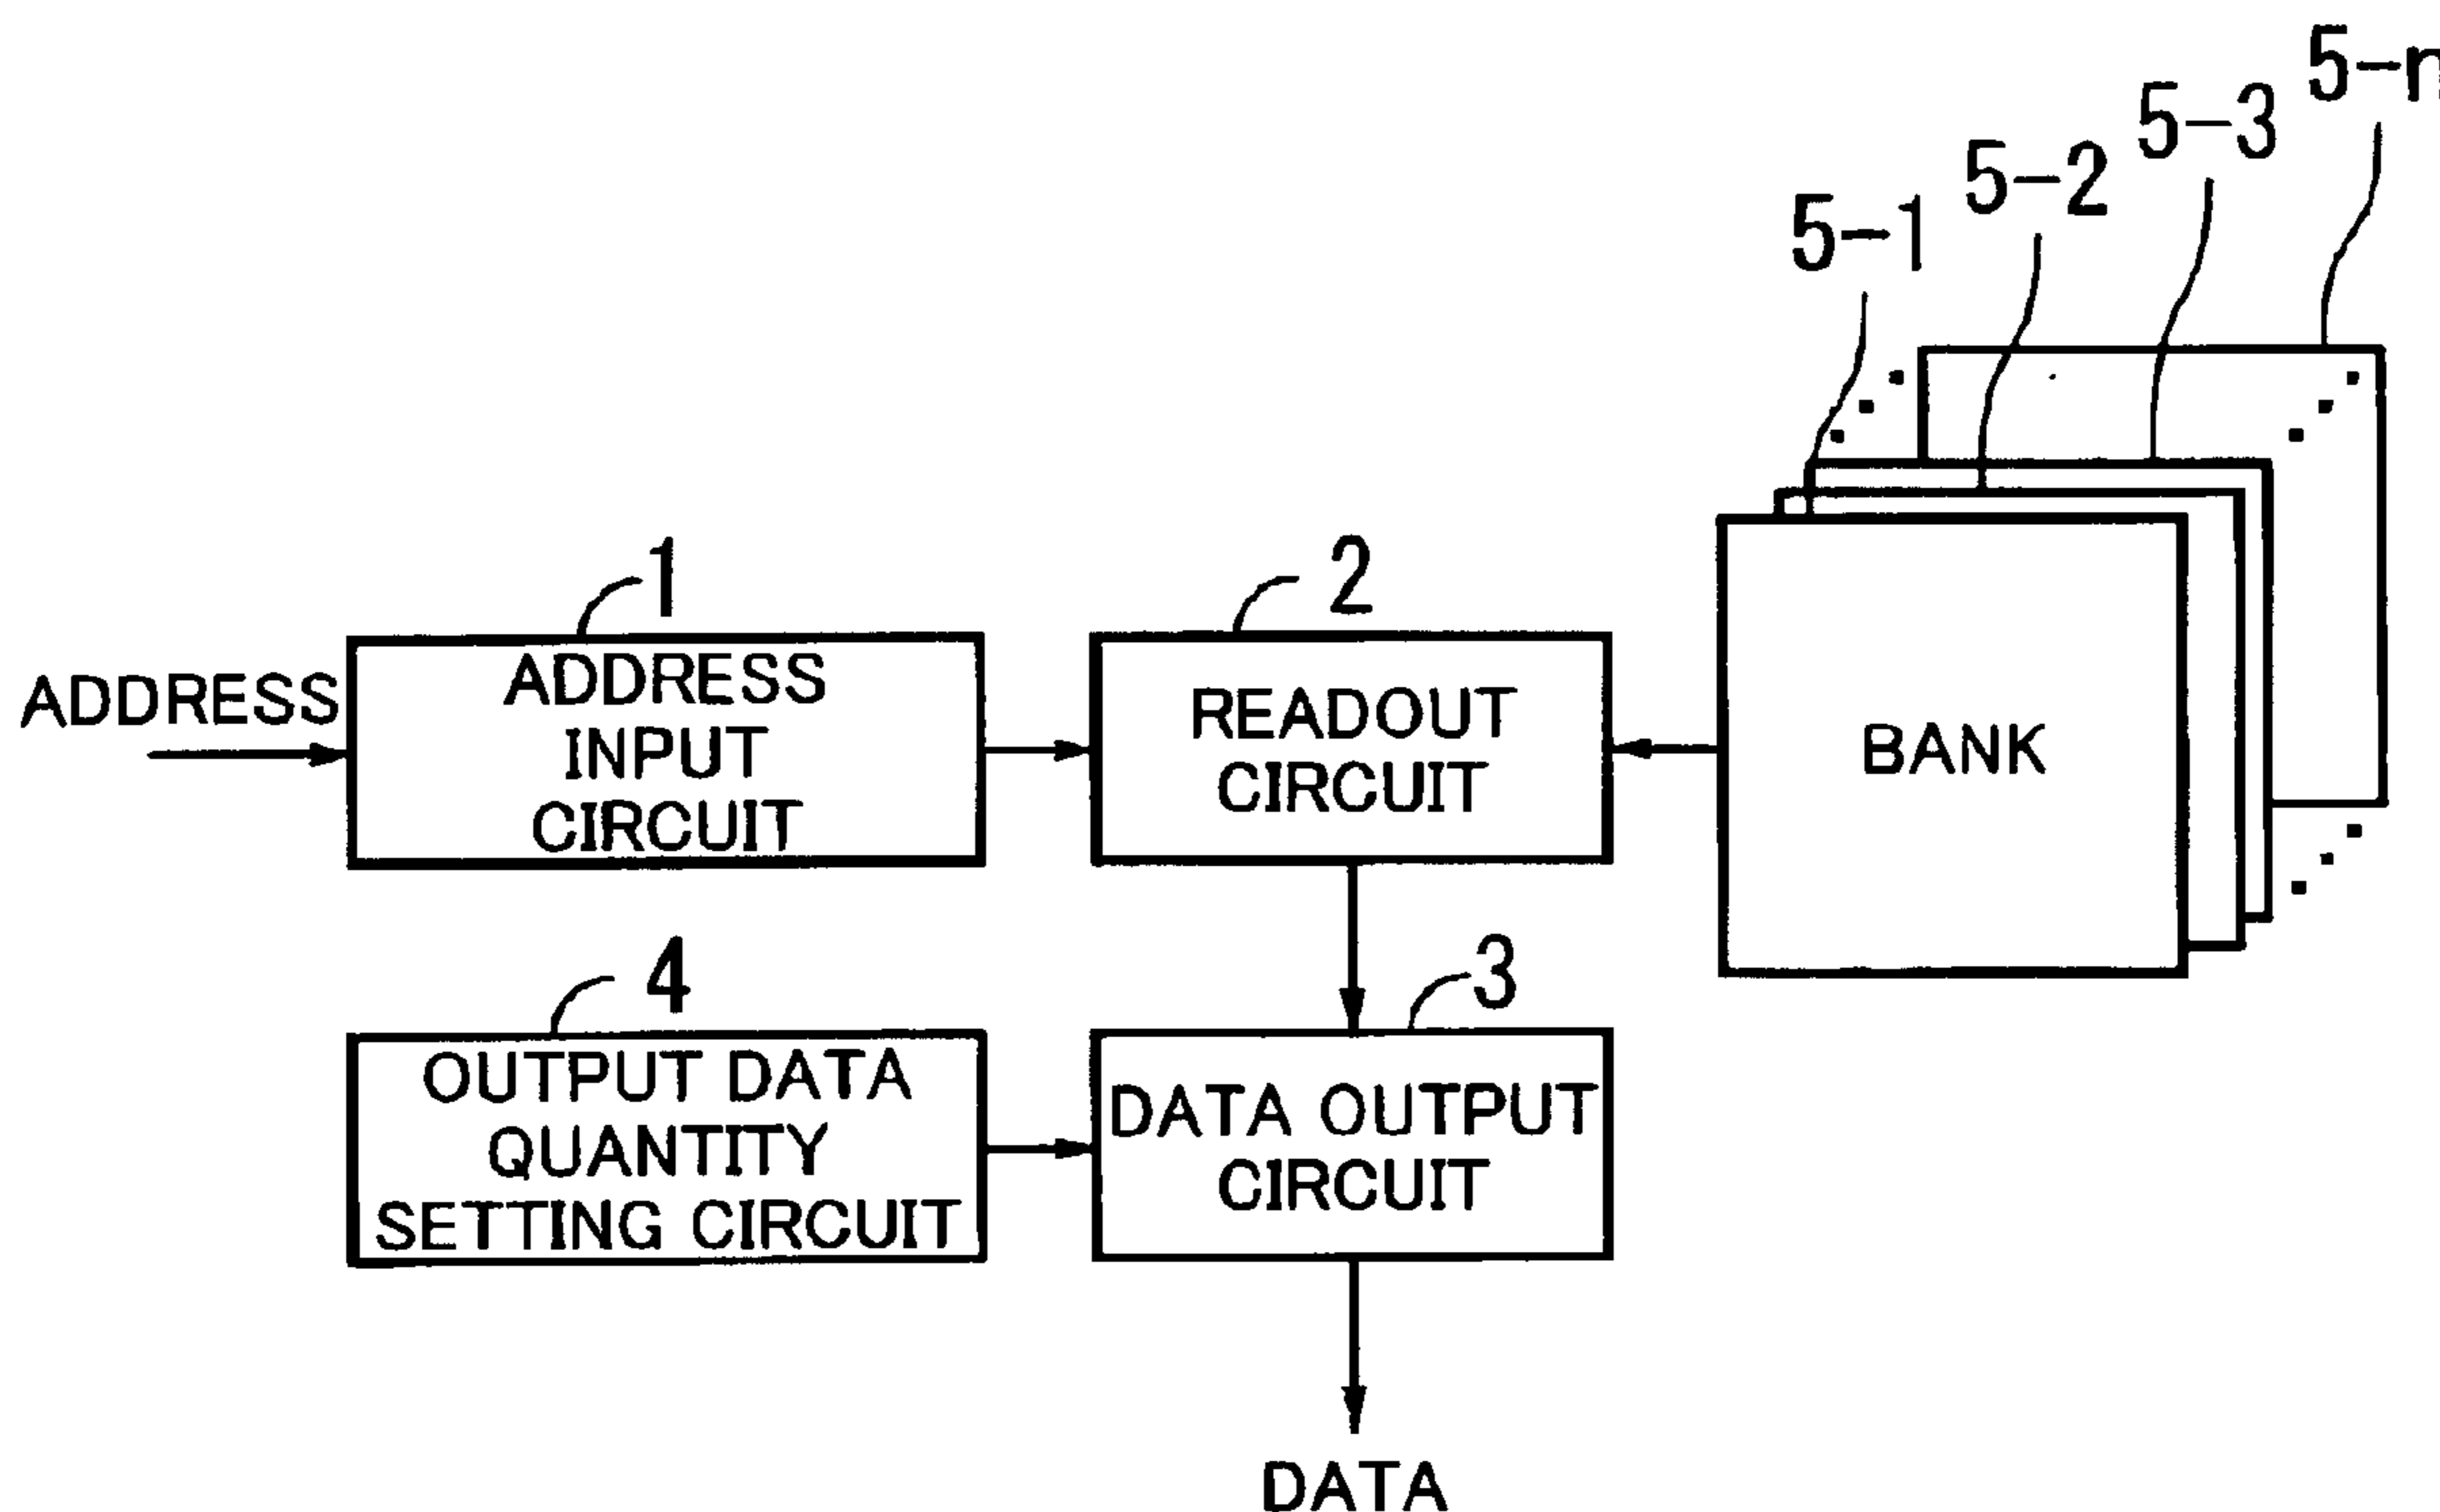 5-n
5-3
5-2
5-1
1
2
ADDRESS
ADDRESS
INPUT
CIRCUIT
READOUT
CIRCUIT
BANK
4
3
OUTPUT DATA
QUANTITY
SETTING CIRCUIT
DATA OUTPUT
CIRCUIT
DATA